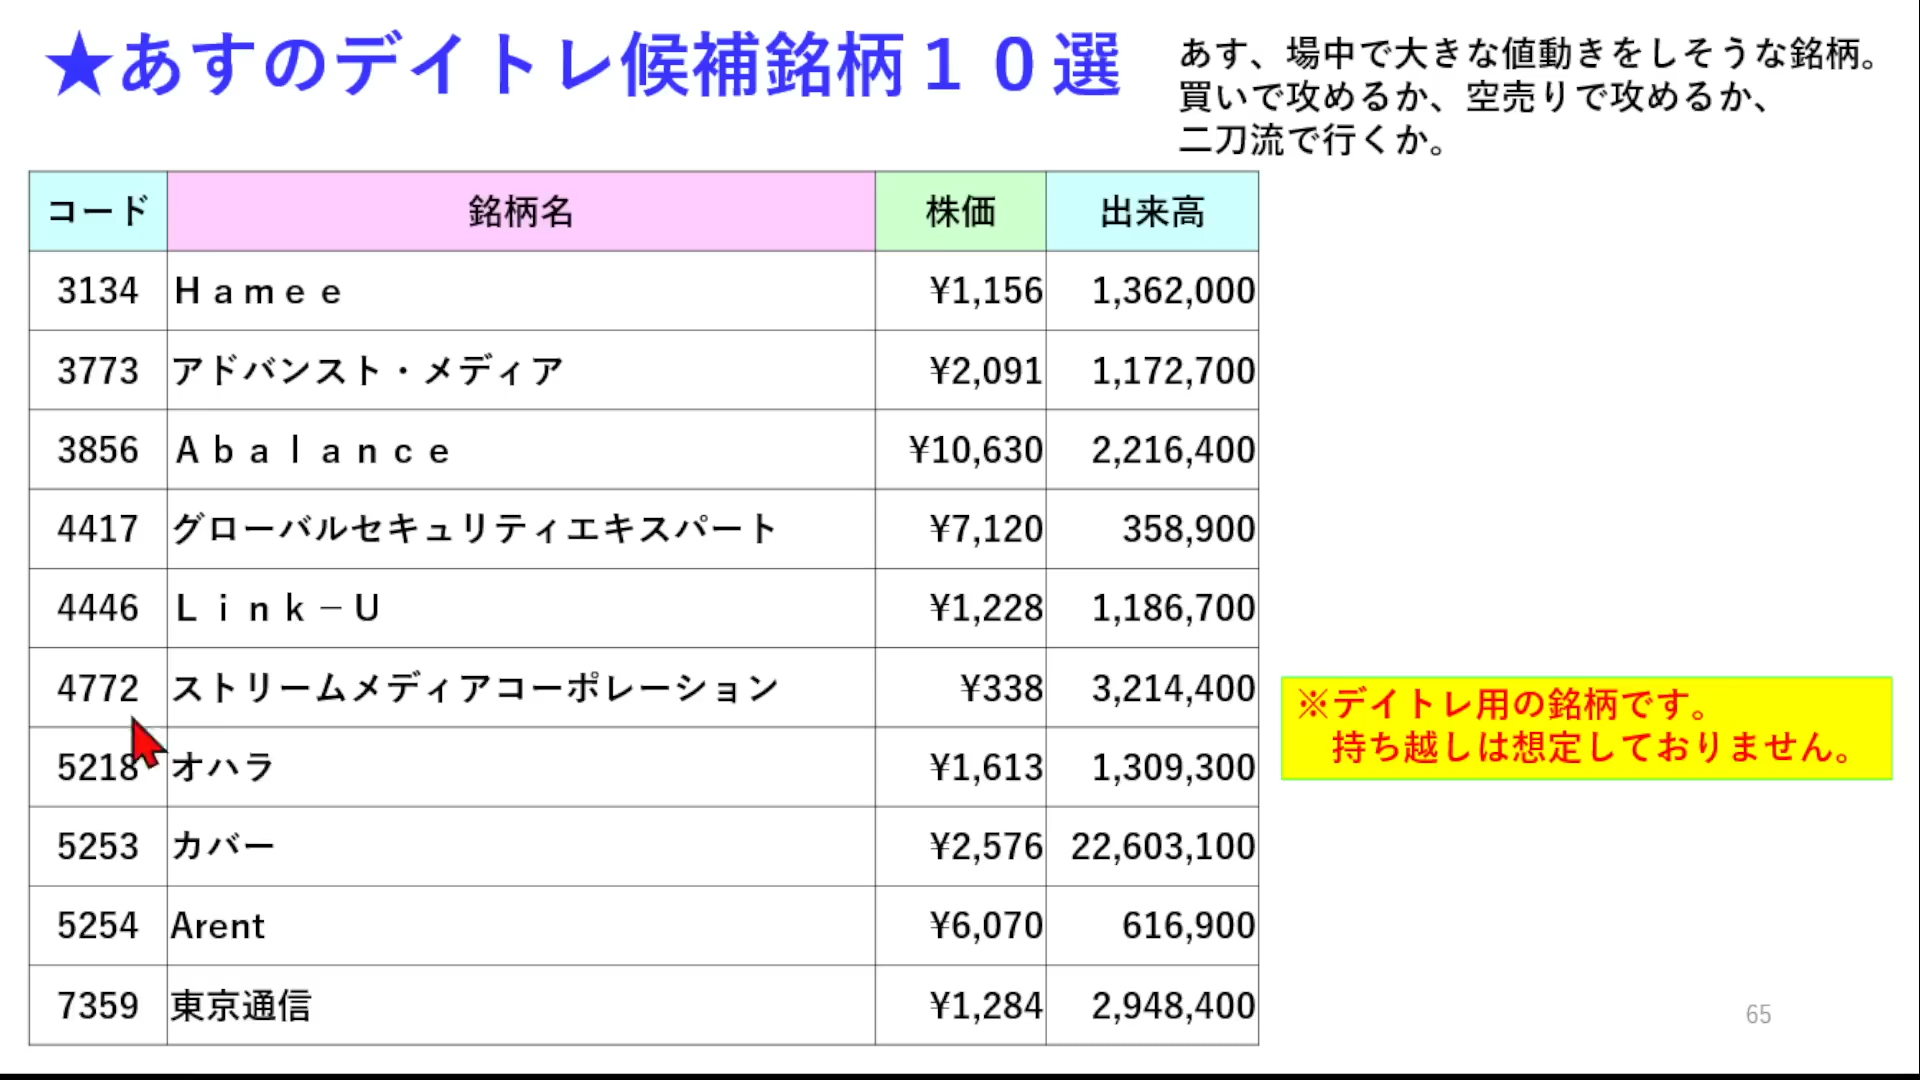 ★あすのデイトレ候補銘柄１０選
あす、場中で大きな値動きをしそうな銘柄。
買いで攻めるか、空売りで攻めるか、
二刀流で行くか。
コード 銘柄名 株価 出来高
3134 Ｈａｍｅｅ ¥1,156 1,362,000
3773 アドバンスト・メディア ¥2,091 1,172,700
3856 Ａｂａｌａｎｃｅ ¥10,630 2,216,400
4417 グローバルセキュリティエキスパート ¥7,120 358,900
4446 Ｌｉｎｋ－Ｕ ¥1,228 1,186,700
4772 ストリームメディアコーポレーション ¥338 3,214,400
5218 オハラ ¥1,613 1,309,300
5253 カバー ¥2,576 22,603,100
5254 Arent ¥6,070 616,900
7359 東京通信 ¥1,284 2,948,400
※デイトレ用の銘柄です。
持ち越しは想定しておりません。
65